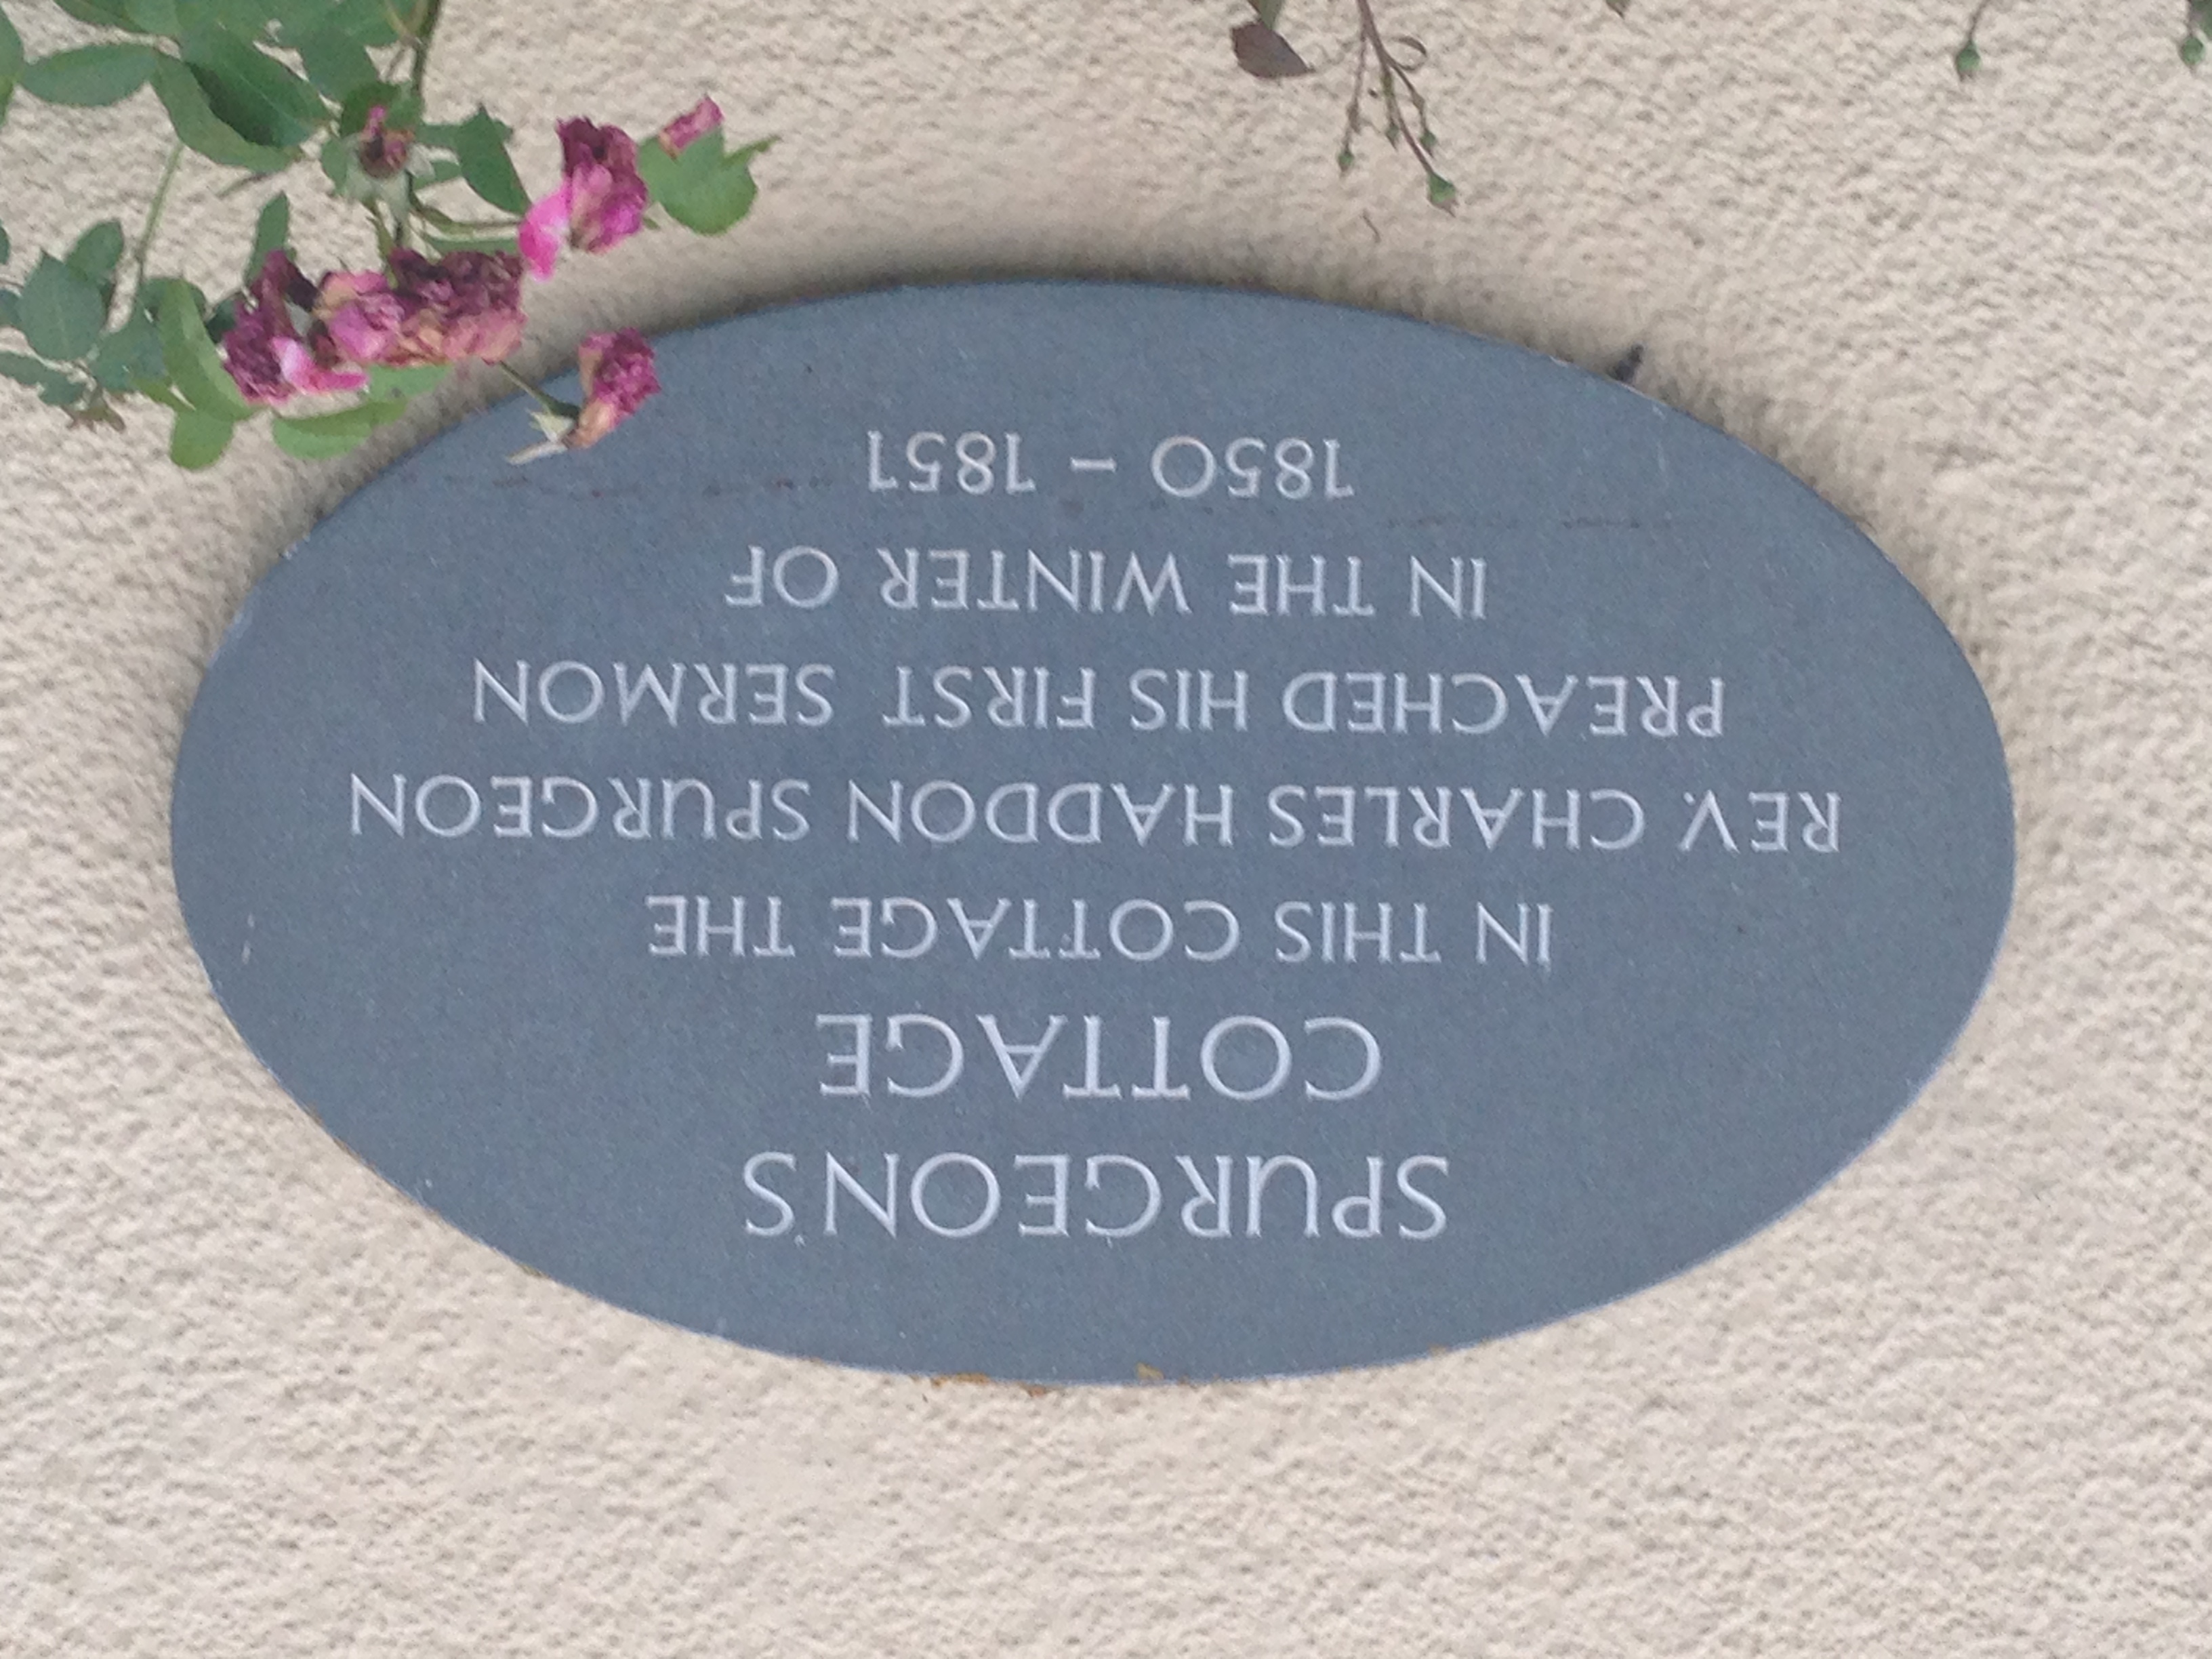 SPURGEONS
COTTAGE
IN THIS COTTAGE THE
REV. CHARLES HADDON SPURGEON
PREACHED HIS FIRST SERMON
IN THE WINTER OF
1850 – 1851